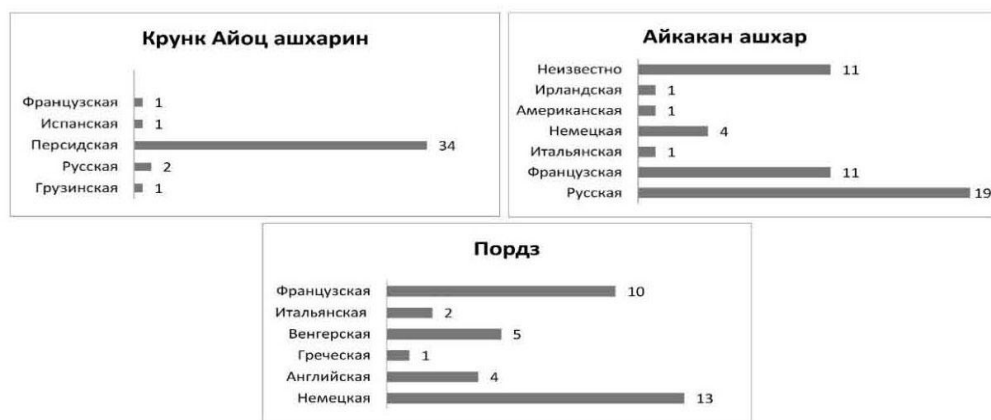 Крунк Айоц ашхарин
Французская 1
Испанская 1
Персидская 34
Русская 2
Грузинская 1
Айкакан ашхар
Неизвестно 11
Ирландская 1
Американская 1
Немецкая 4
Итальянская 1
Французская 11
Русская 19
Пордз
Французская 10
Итальянская 2
Венгерская 5
Греческая 1
Английская 4
Немецкая 13